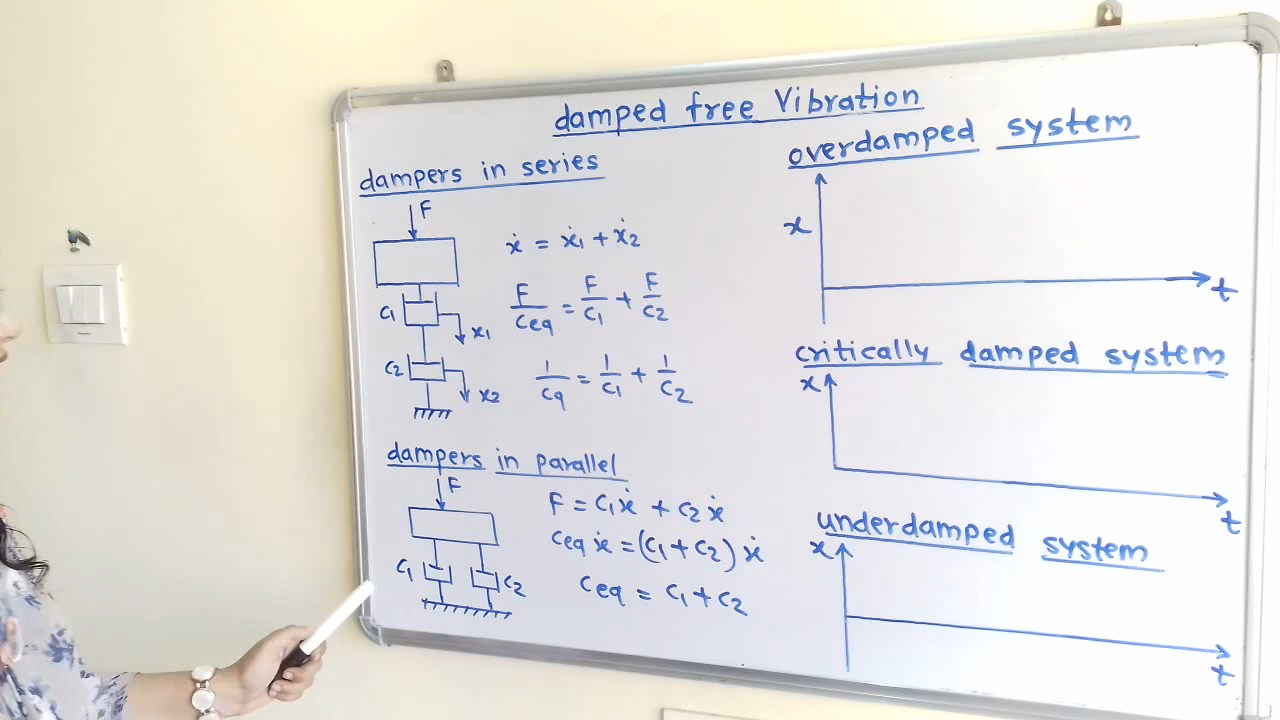 damped free Vibration
dampers in series
F
C1
x1
C2
x2
ẋ = ẋ1 + ẋ2
F/Ceq = F/C1 + F/C2
1/Cq = 1/C1 + 1/C2
dampers in parallel
F
C1
C2
F = C1ẋ + C2ẋ
Ceq ẋ = (C1 + C2) ẋ
Ceq = C1 + C2
overdamped system
x
t
critically damped system
x
t
underdamped system
x
t